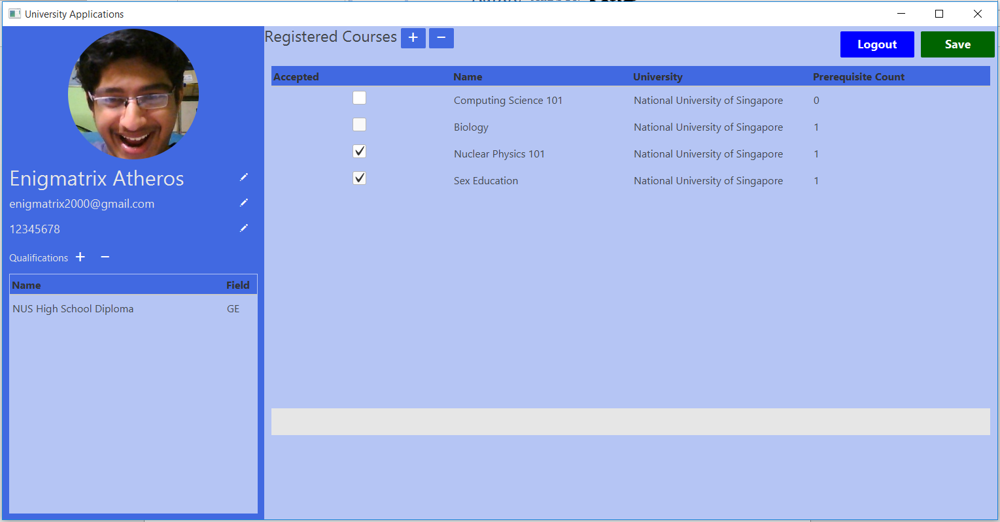 University Applications
Enigmatrix Atheros
enigmatrix2000@gmail.com
12345678
Qualifications + −
Name Field
NUS High School Diploma GE
Registered Courses + −
Logout Save
Accepted Name University Prerequisite Count
Computing Science 101 National University of Singapore 0
Biology National University of Singapore 1
Nuclear Physics 101 National University of Singapore 1
Sex Education National University of Singapore 1